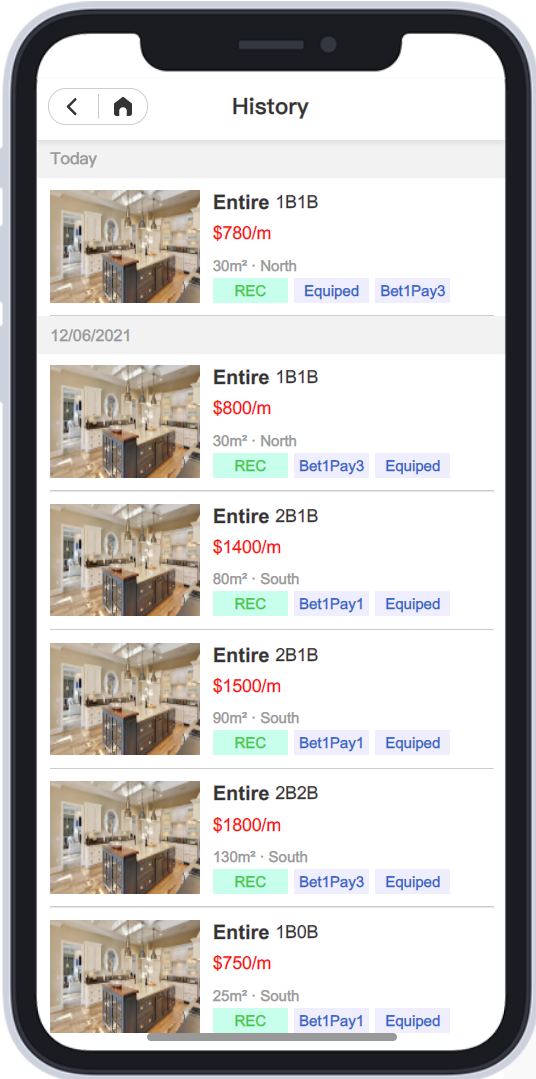 History
Today
Entire 1B1B
$780/m
30m² · North
REC Equiped Bet1Pay3
12/06/2021
Entire 1B1B
$800/m
30m² · North
REC Bet1Pay3 Equiped
Entire 2B1B
$1400/m
80m² · South
REC Bet1Pay1 Equiped
Entire 2B1B
$1500/m
90m² · South
REC Bet1Pay1 Equiped
Entire 2B2B
$1800/m
130m² · South
REC Bet1Pay3 Equiped
Entire 1B0B
$750/m
25m² · South
REC Bet1Pay1 Equiped